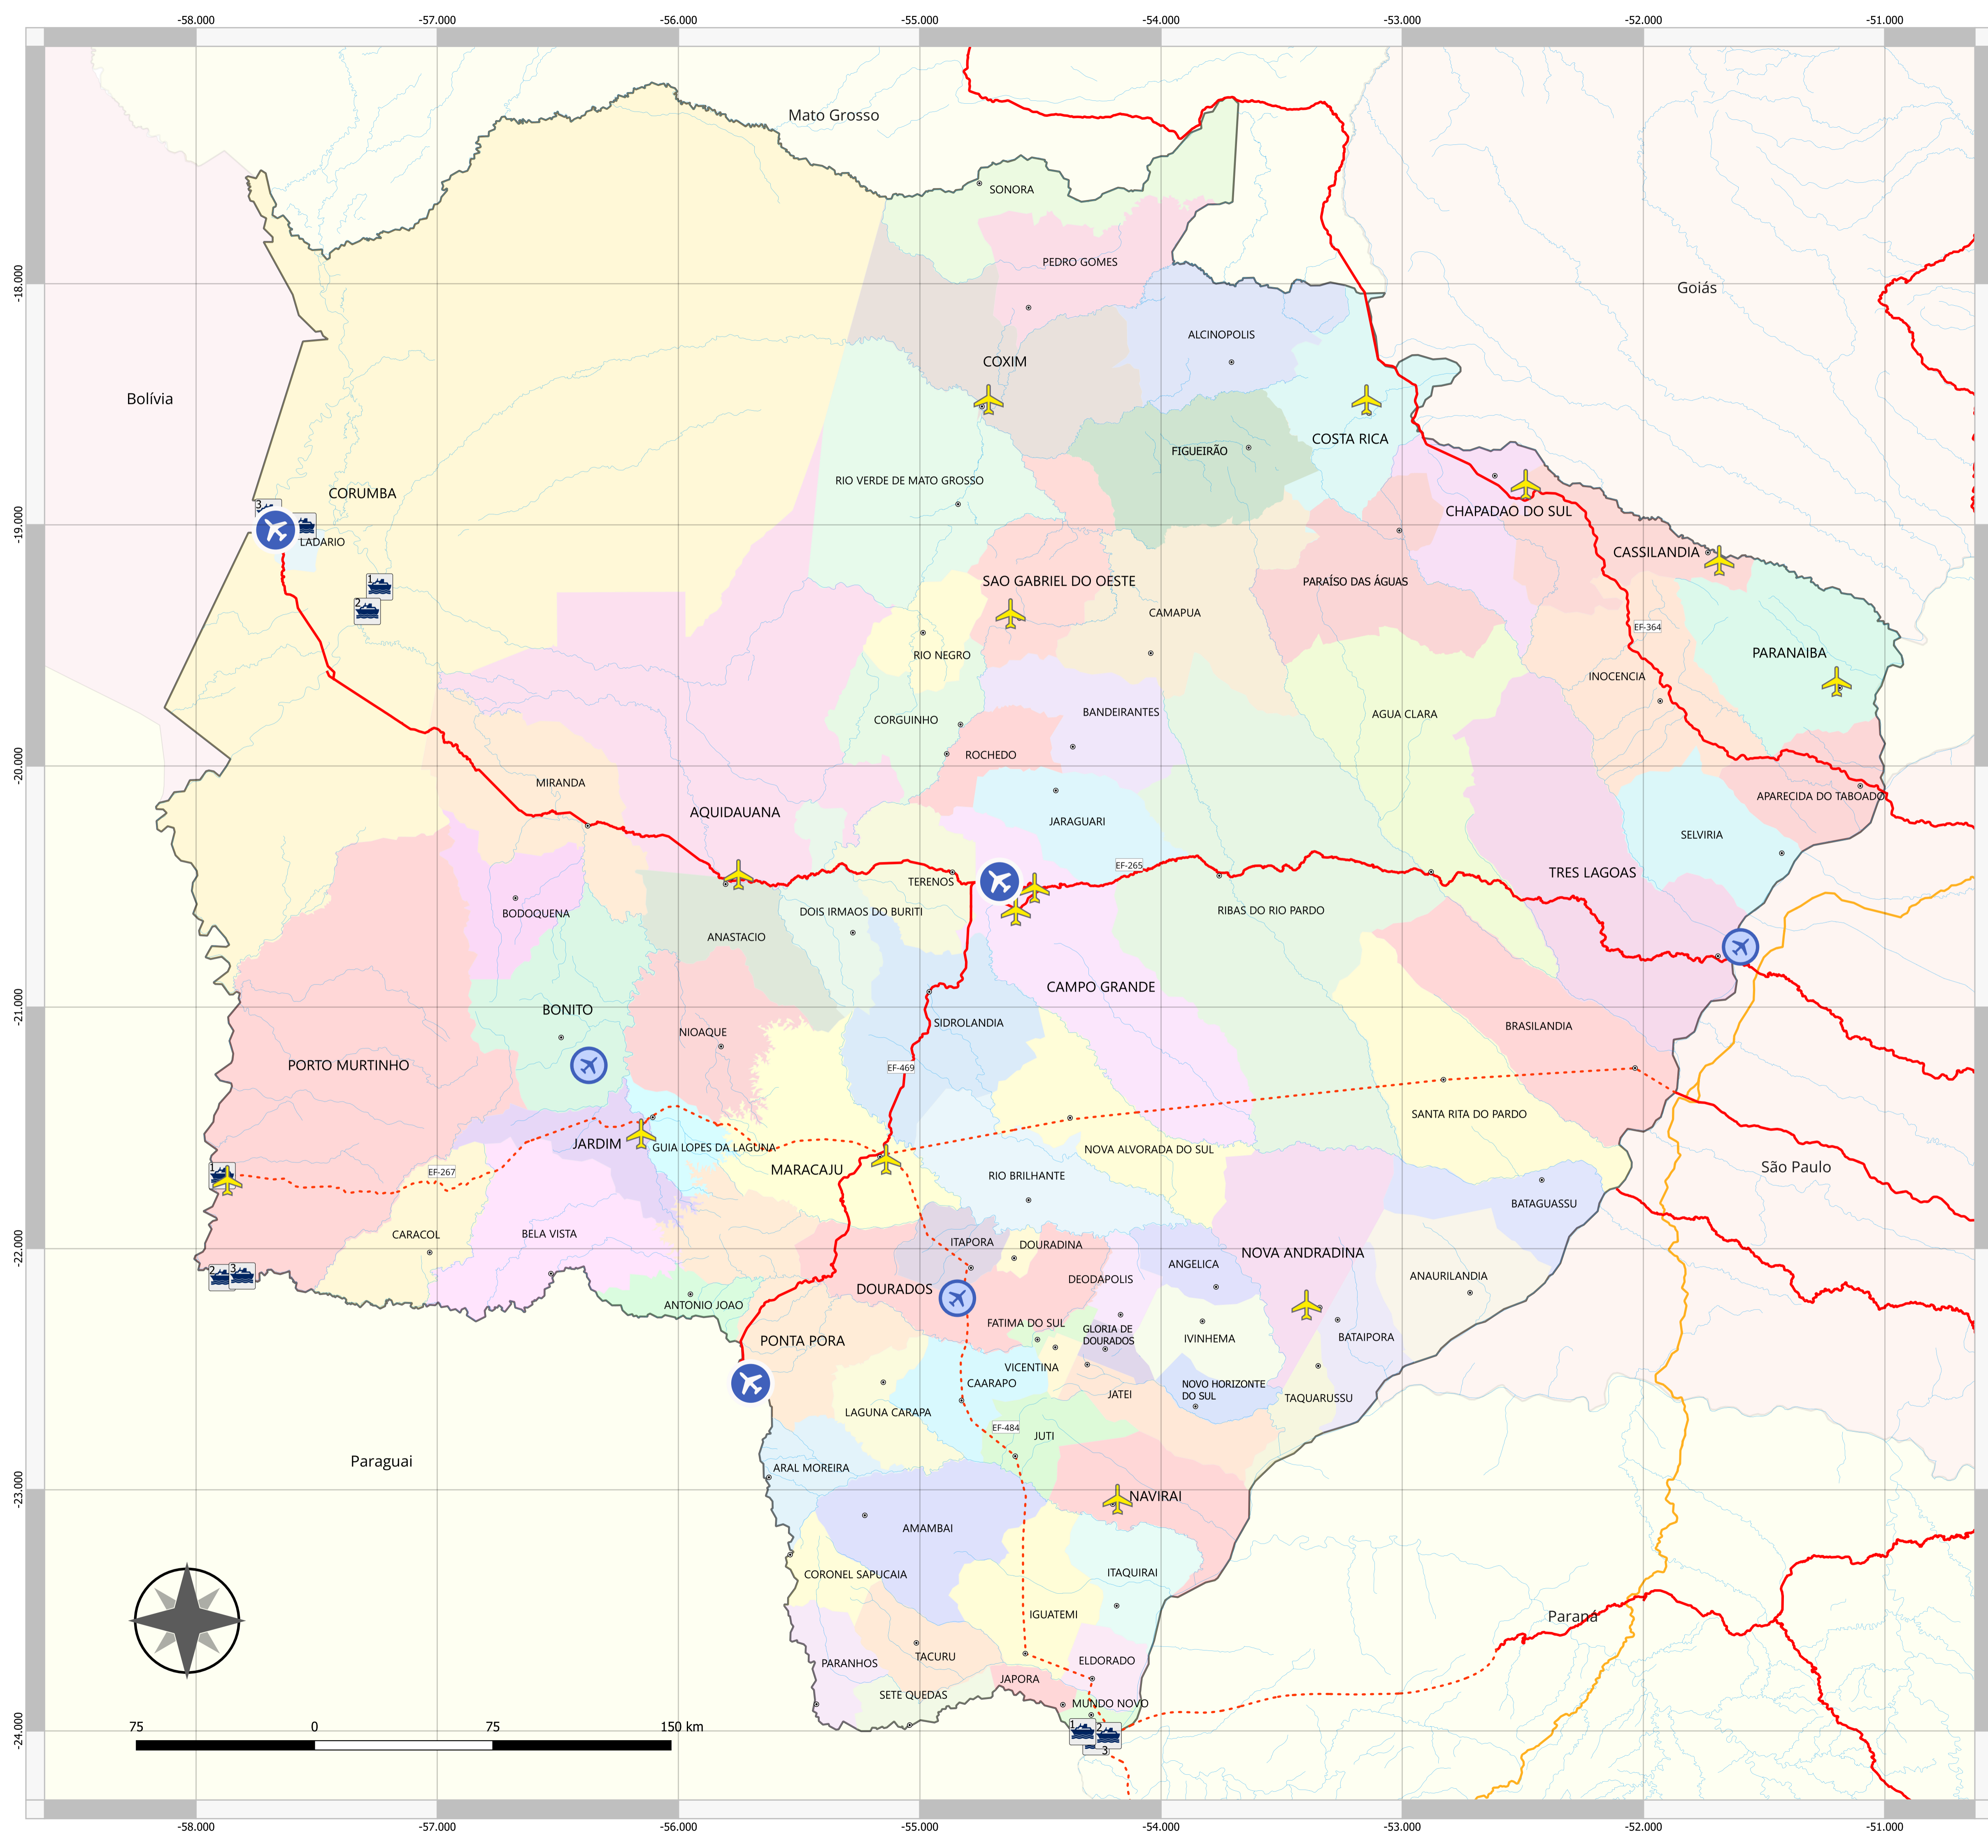 -58.000 -57.000 -56.000 -55.000 -54.000 -53.000 -52.000 -51.000
Mato Grosso
SONORA
PEDRO GOMES
-18.000
Goiás
ALCINOPOLIS
COXIM
Bolívia
COSTA RICA
FIGUEIRÃO
RIO VERDE DE MATO GROSSO
CORUMBA
3
CHAPADAO DO SUL
-19.000
LADARIO
CASSILANDIA
1
SAO GABRIEL DO OESTE
PARAÍSO DAS ÁGUAS
2
CAMAPUA
EF-364
RIO NEGRO
PARANAIBA
INOCENCIA
CORGUINHO
BANDEIRANTES
AGUA CLARA
ROCHEDO
-20.000
MIRANDA
APARECIDA DO TABOADO
AQUIDAUANA
JARAGUARI
SELVIRIA
EF-265
TRES LAGOAS
TERENOS
BODOQUENA
DOIS IRMAOS DO BURITI
RIBAS DO RIO PARDO
ANASTACIO
CAMPO GRANDE
-21.000
BONITO
SIDROLANDIA
BRASILANDIA
NIOAQUE
PORTO MURTINHO
EF-469
SANTA RITA DO PARDO
JARDIM
GUIA LOPES DA LAGUNA
NOVA ALVORADA DO SUL
1
EF-267
MARACAJU
RIO BRILHANTE
São Paulo
BATAGUASSU
CARACOL
BELA VISTA
ITAPORA
DOURADINA
-22.000
NOVA ANDRADINA
ANGELICA
2
3
DEODAPOLIS
ANAURILANDIA
DOURADOS
ANTONIO JOAO
FATIMA DO SUL
GLORIA DE
DOURADOS
IVINHEMA
BATAIPORA
PONTA PORA
VICENTINA
CAARAPO
JATEI
NOVO HORIZONTE
DO SUL
TAQUARUSSU
LAGUNA CARAPA
EF-484
JUTI
Paraguai
ARAL MOREIRA
-23.000
NAVIRAI
AMAMBAI
CORONEL SAPUCAIA
ITAQUIRAI
IGUATEMI
Paraná
TACURU
PARANHOS
ELDORADO
JAPORA
SETE QUEDAS
MUNDO NOVO
75 0 75 150 km
-24.000
1
2
3
-58.000 -57.000 -56.000 -55.000 -54.000 -53.000 -52.000 -51.000